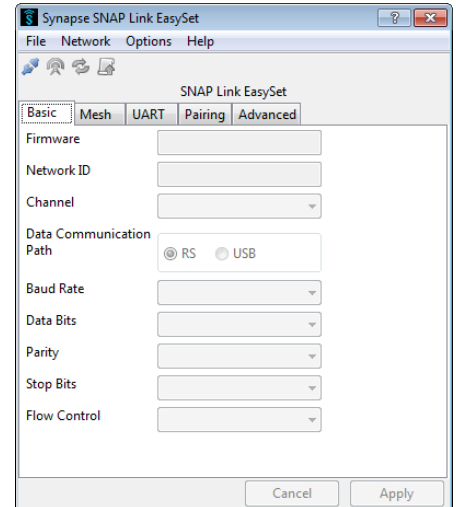 Synapse SNAP Link EasySet
File Network Options Help
SNAP Link EasySet
Basic Mesh UART Pairing Advanced
Firmware
Network ID
Channel
Data Communication
Path
RS USB
Baud Rate
Data Bits
Parity
Stop Bits
Flow Control
Cancel Apply